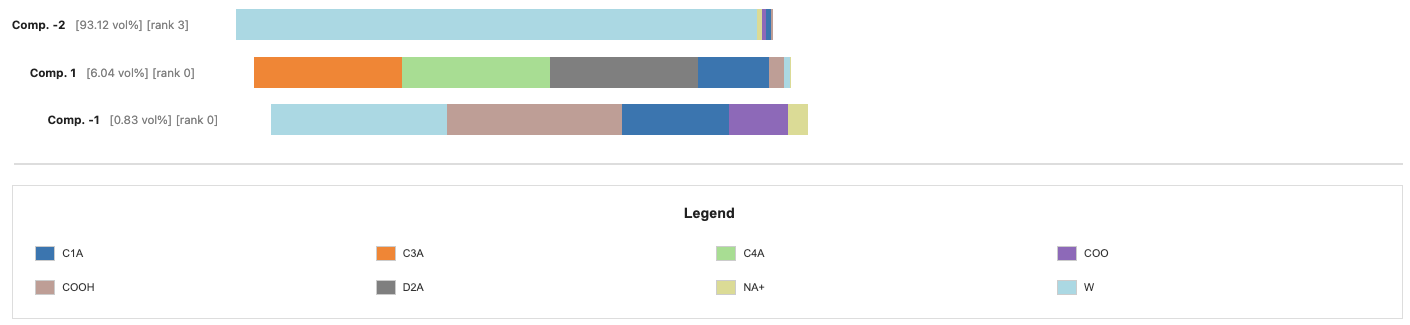 Comp. -2 [93.12 vol%] [rank 3]
Comp. 1 [6.04 vol%] [rank 0]
Comp. -1 [0.83 vol%] [rank 0]
Legend
C1A C3A C4A COO
COOH D2A NA+ W